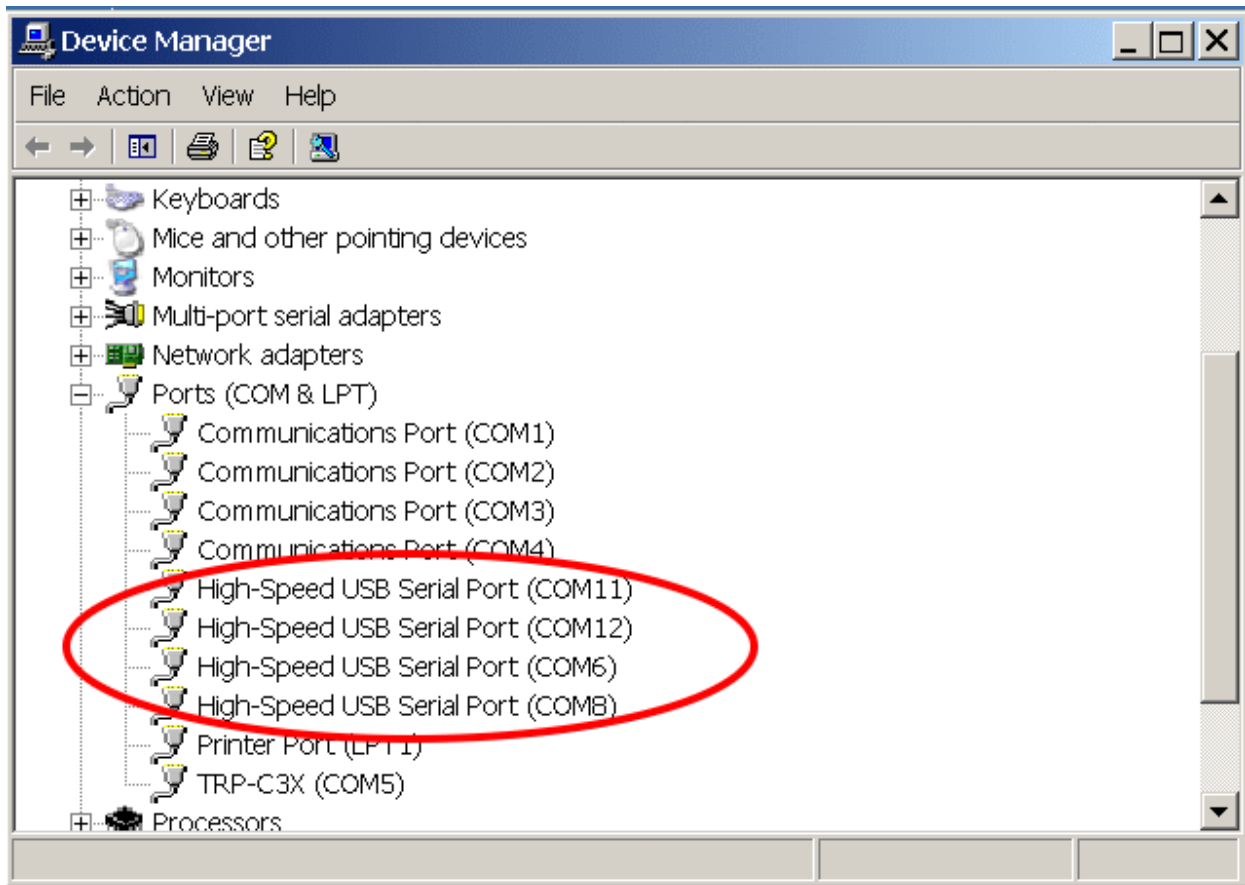 Device Manager
File Action View Help
Keyboards
Mice and other pointing devices
Monitors
Multi-port serial adapters
Network adapters
Ports (COM & LPT)
Communications Port (COM1)
Communications Port (COM2)
Communications Port (COM3)
Communications Port (COM4)
High-Speed USB Serial Port (COM11)
High-Speed USB Serial Port (COM12)
High-Speed USB Serial Port (COM6)
High-Speed USB Serial Port (COM8)
Printer Port (LPT1)
TRP-C3X (COM5)
Processors